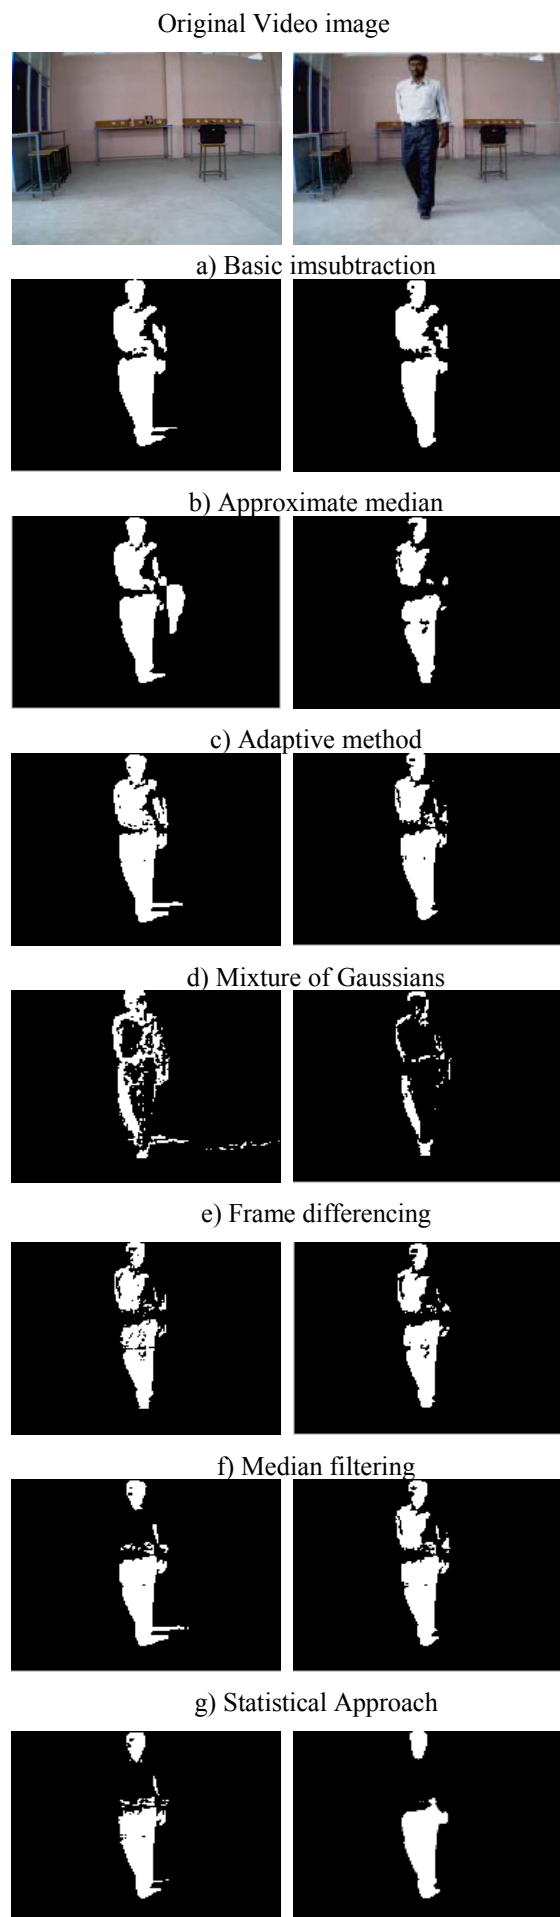 Original Video image
a) Basic imsubtraction
b) Approximate median
c) Adaptive method
d) Mixture of Gaussians
e) Frame differencing
f) Median filtering
g) Statistical Approach